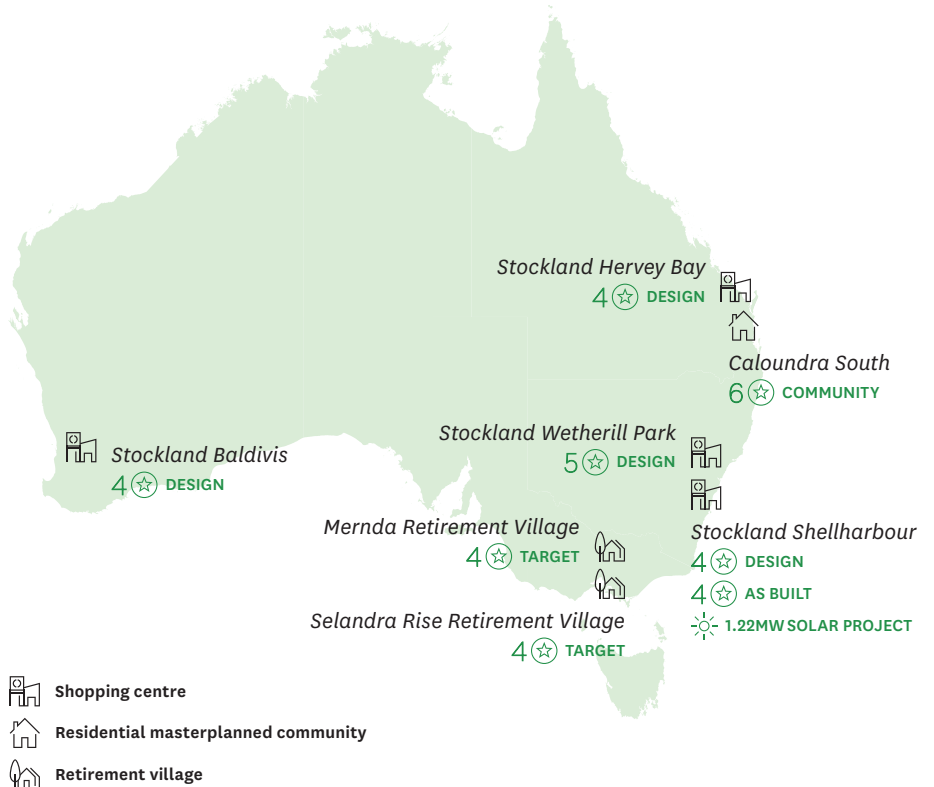 Stockland Hervey Bay
4 DESIGN
Caloundra South
6 COMMUNITY
Stockland Wetherill Park
5 DESIGN
Stockland Baldivis
4 DESIGN
Mernda Retirement Village
4 TARGET
Stockland Shellharbour
4 DESIGN
4 AS BUILT
1.22MW SOLAR PROJECT
Selandra Rise Retirement Village
4 TARGET
Shopping centre
Residential masterplanned community
Retirement village